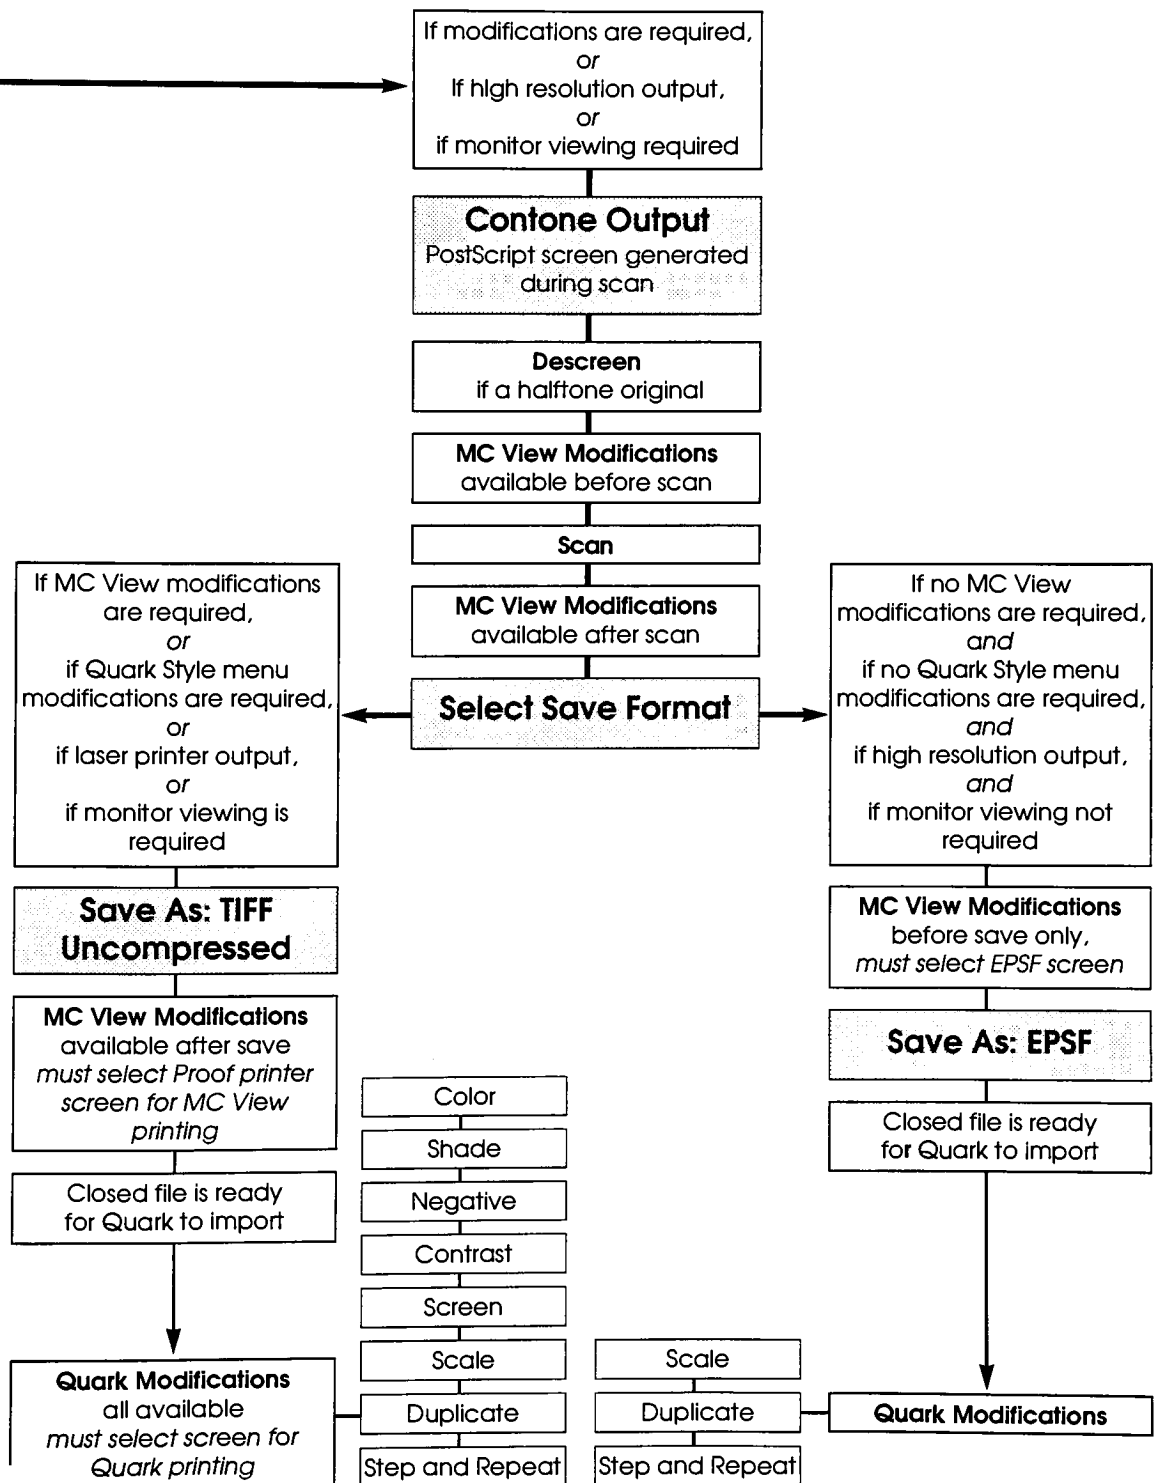 If modifications are required,
or
If high resolution output,
or
if monitor viewing required
Contone Output
PostScript screen generated
during scan
Descreen
if a halftone original
MC View Modifications
available before scan
Scan
MC View Modifications
available after scan
Select Save Format
If MC View modifications
are required,
or
if Quark Style menu
modifications are required,
or
if laser printer output,
or
if monitor viewing is
required
Save As: TIFF
Uncompressed
MC View Modifications
available after save
must select Proof printer
screen for MC View
printing
Closed file is ready
for Quark to import
Quark Modifications
all available
must select screen for
Quark printing
Color
Shade
Negative
Contrast
Screen
Scale
Duplicate
Step and Repeat
If no MC View
modifications are required,
and
if no Quark Style menu
modifications are required,
and
if high resolution output,
and
if monitor viewing not
required
MC View Modifications
before save only,
must select EPSF screen
Save As: EPSF
Closed file is ready
for Quark to import
Quark Modifications
Scale
Duplicate
Step and Repeat